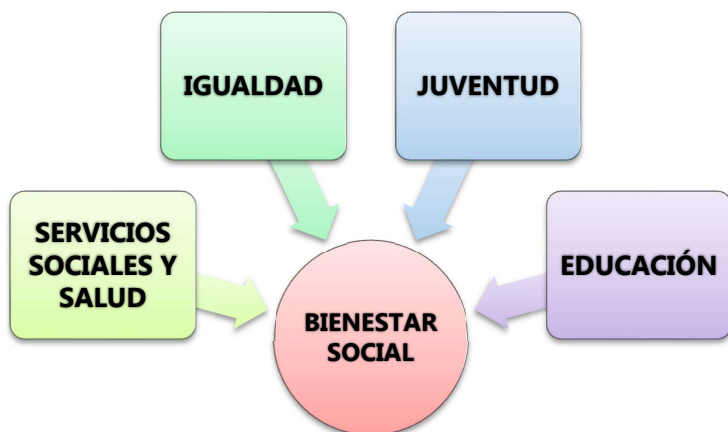 IGUALDAD
JUVENTUD
SERVICIOS
SOCIALES Y
SALUD
EDUCACIÓN
BIENESTAR
SOCIAL